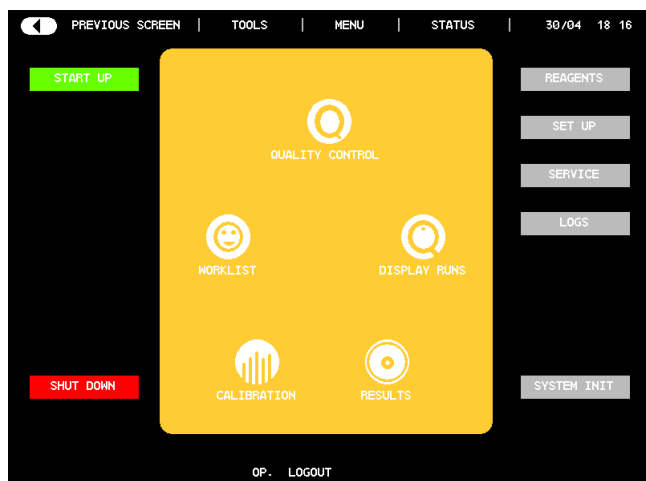 PREVIOUS SCREEN | TOOLS | MENU | STATUS | 30/04 18 16
START UP
REAGENTS
QUALITY CONTROL
SET UP
SERVICE
LOGS
WORKLIST
DISPLAY RUNS
SHUT DOWN
CALIBRATION
RESULTS
SYSTEM INIT
OP. LOGOUT